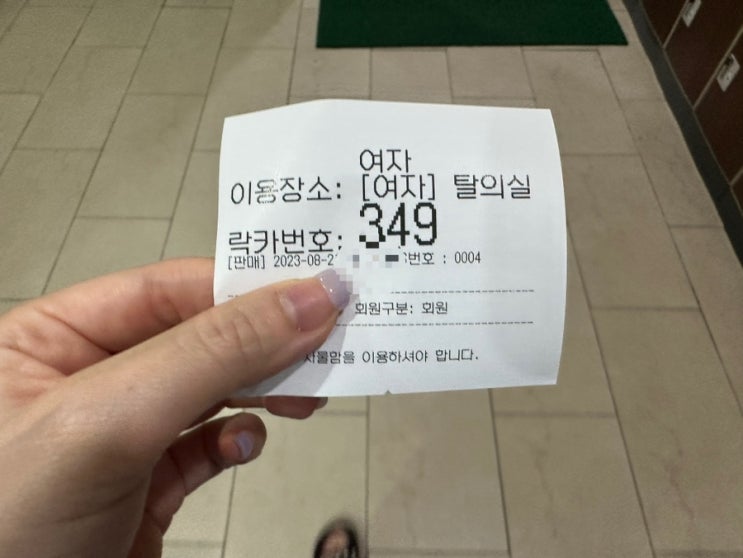 여자
이용장소: [여자] 탈의실
락카번호: 349
[판매] 2023-08-2 번호 : 0004
회원구분: 회원
사물함을 이용하셔야 합니다.